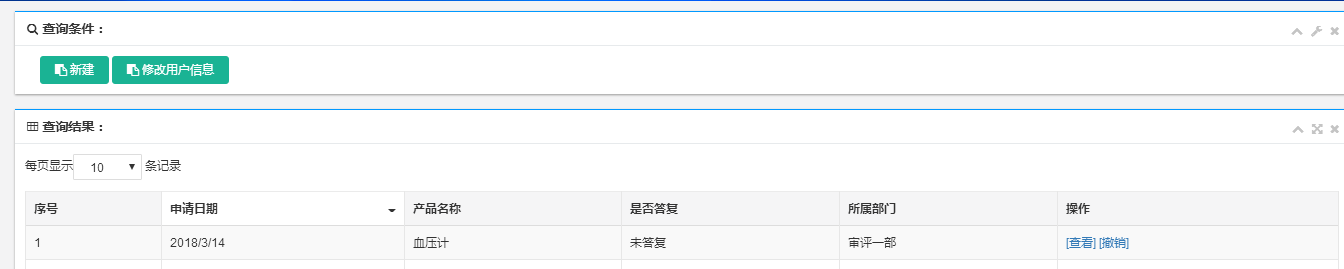 查询条件：
新建 修改用户信息
查询结果：
每页显示 10 条记录
序号 申请日期 产品名称 是否答复 所属部门 操作
1 2018/3/14 血压计 未答复 审评一部 [查看] [撤销]